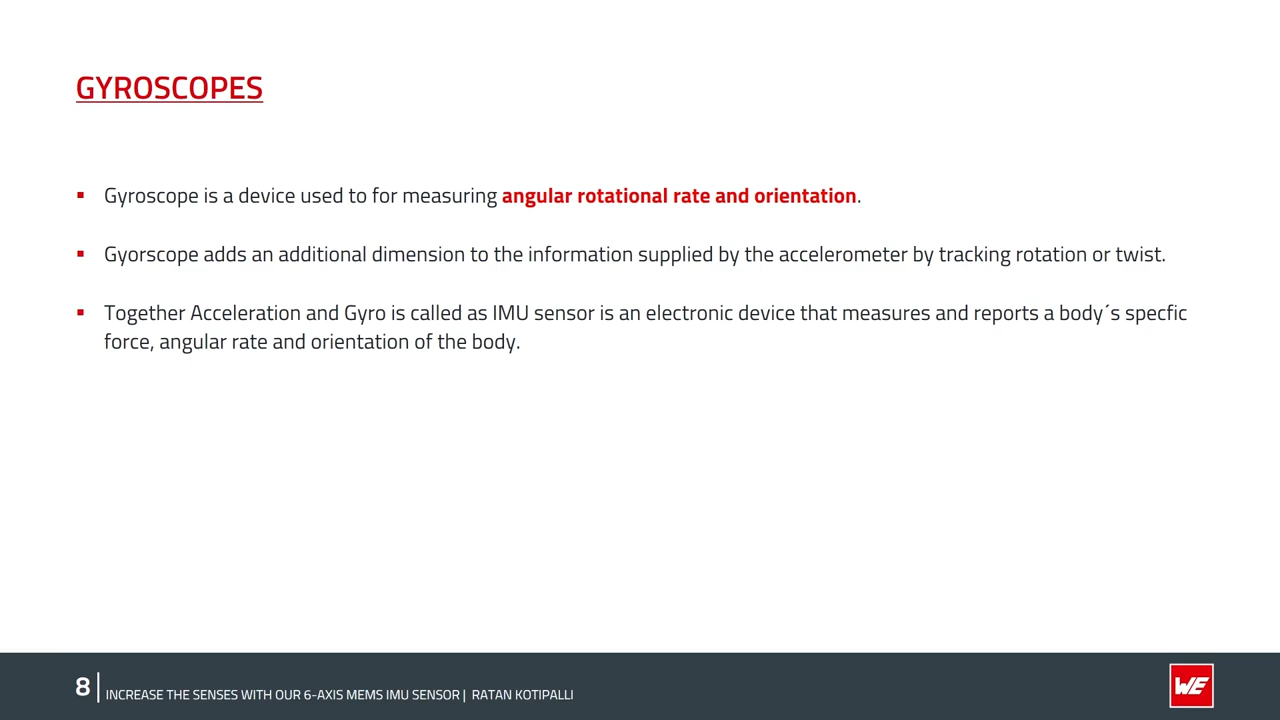 GYROSCOPES
Gyroscope is a device used to for measuring angular rotational rate and orientation.
Gyorscope adds an additional dimension to the information supplied by the accelerometer by tracking rotation or twist.
Together Acceleration and Gyro is called as IMU sensor is an electronic device that measures and reports a body´s specfic
force, angular rate and orientation of the body.
8 | INCREASE THE SENSES WITH OUR 6-AXIS MEMS IMU SENSOR | RATAN KOTIPALLI
WE